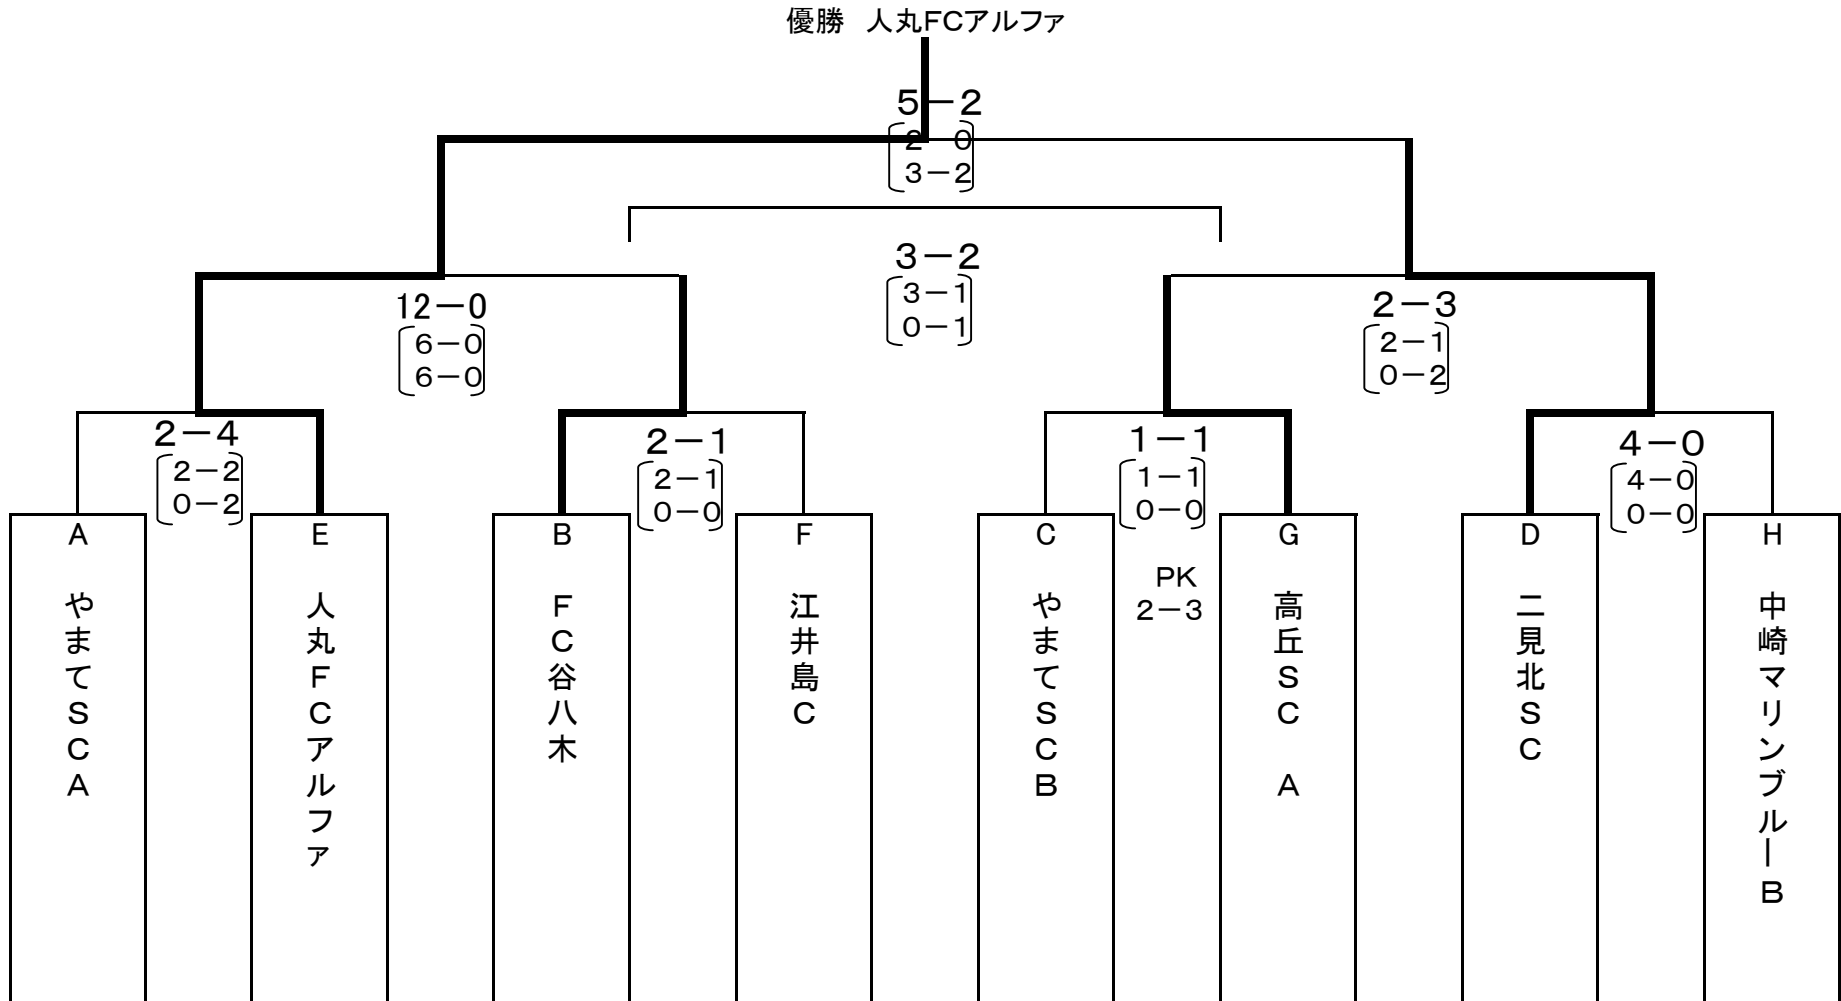 優勝　人丸FCアルファ
5－2
2　0
3－2
3－2
3－1
0－1
12－0
6－0
6－0
2－3
2－1
0－2
2－4
2－2
0－2
2－1
2－1
0－0
1－1
1－1
0－0
PK
2－3
4－0
4－0
0－0
A
やまてSCA
E
人丸FCアルファ
B
FC谷八木
F
江井島C
C
やまてSCB
G
高丘SC　A
D
二見北SC
H
中崎マリンブルーB